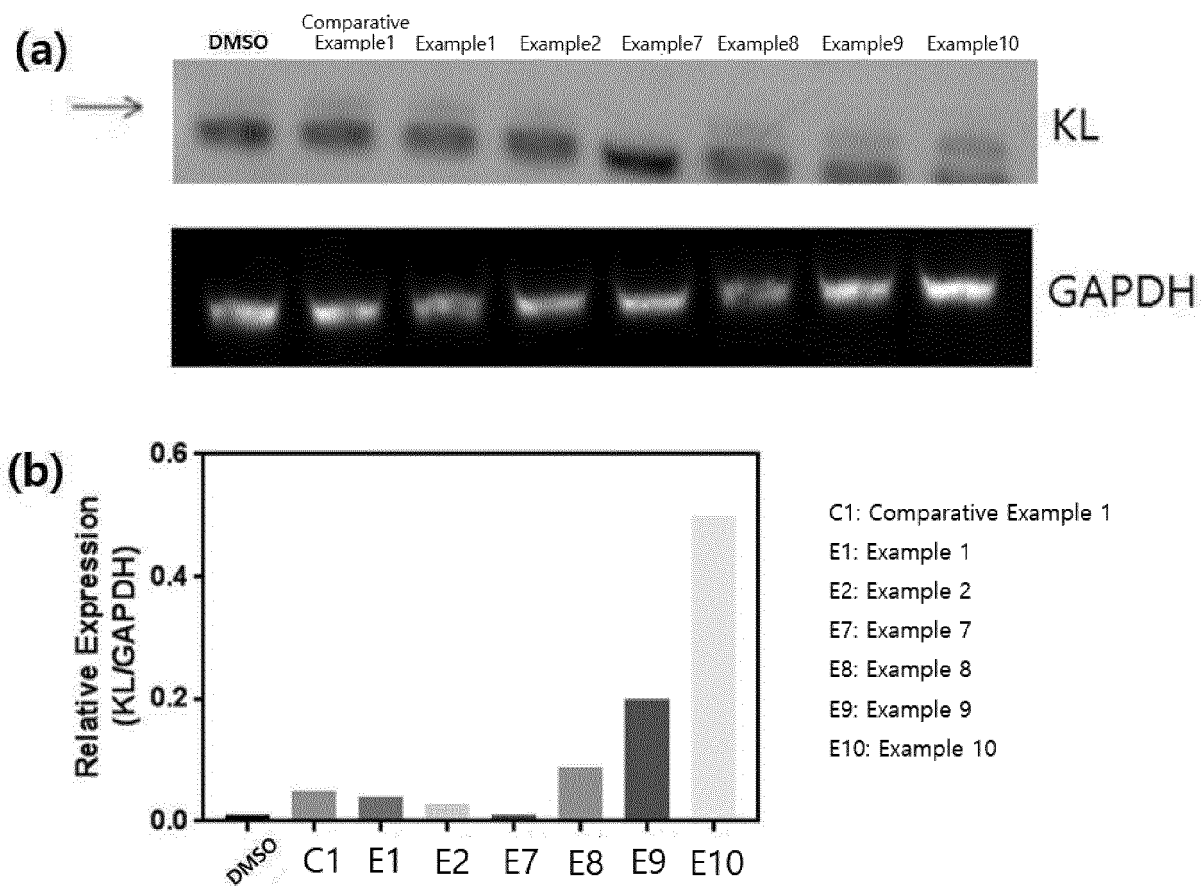 (a)
DMSO
Comparative
Example1
Example1
Example2
Example7
Example8
Example9
Example10
KL
GAPDH
(b)
Relative Expression
(KL/GAPDH)
0.6
0.4
0.2
0.0
DMSO
C1
E1
E2
E7
E8
E9
E10
C1: Comparative Example 1
E1: Example 1
E2: Example 2
E7: Example 7
E8: Example 8
E9: Example 9
E10: Example 10